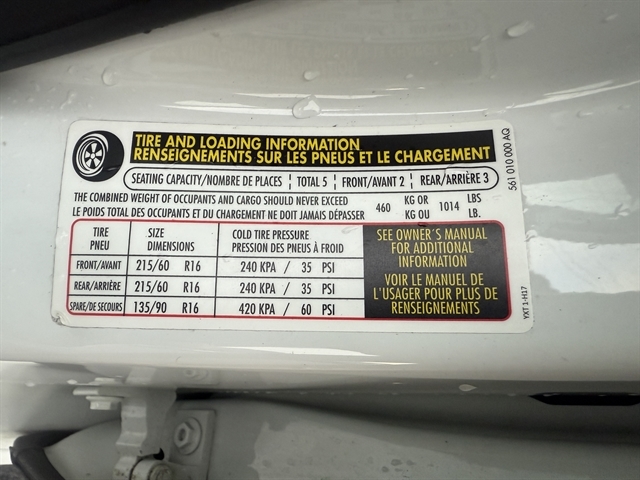 TIRE AND LOADING INFORMATION
RENSEIGNEMENTS SUR LES PNEUS ET LE CHARGEMENT
SEATING CAPACITY/NOMBRE DE PLACES | TOTAL 5 | FRONT/AVANT 2 | REAR/ARRIÈRE 3
THE COMBINED WEIGHT OF OCCUPANTS AND CARGO SHOULD NEVER EXCEED
LE POIDS TOTAL DES OCCUPANTS ET DU CHARGEMENT NE DOIT JAMAIS DÉPASSER
460 KG OR 1014 LBS
KG OU LB.
TIRE SIZE COLD TIRE PRESSURE
PNEU DIMENSIONS PRESSION DES PNEUS À FROID
FRONT/AVANT 215/60 R16 240 KPA / 35 PSI
REAR/ARRIÈRE 215/60 R16 240 KPA / 35 PSI
SPARE/DE SECOURS 135/90 R16 420 KPA / 60 PSI
SEE OWNER´S MANUAL
FOR ADDITIONAL
INFORMATION
VOIR LE MANUEL DE
L´USAGER POUR PLUS DE
RENSEIGNEMENTS
561 010 000 AQ
YXT 1-H17